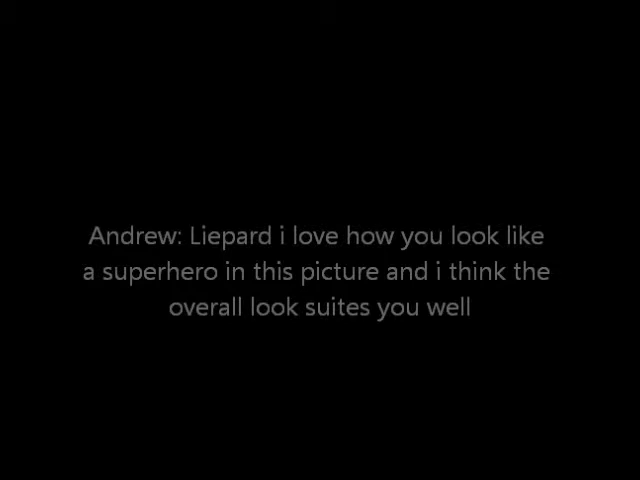 Andrew: Liepard i love how you look like
a superhero in this picture and i think the
overall look suites you well